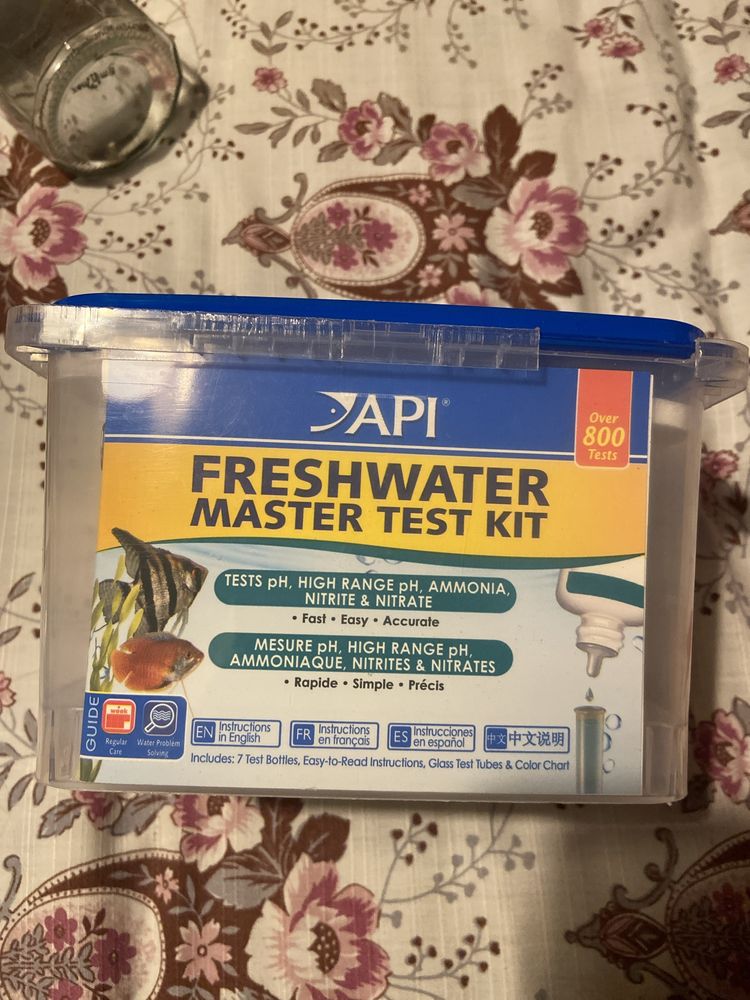 API®
Over
800
Tests
FRESHWATER
MASTER TEST KIT
TESTS pH, HIGH RANGE pH, AMMONIA,
NITRITE & NITRATE
• Fast • Easy • Accurate
MESURE pH, HIGH RANGE pH,
AMMONIAQUE, NITRITES & NITRATES
• Rapide • Simple • Précis
GUIDE
week
Regular
Care
Water Problem
Solving
EN Instructions
in English
FR Instructions
en français
ES Instrucciones
en español
中文 中文说明
Includes: 7 Test Bottles, Easy-to-Read Instructions, Glass Test Tubes & Color Chart